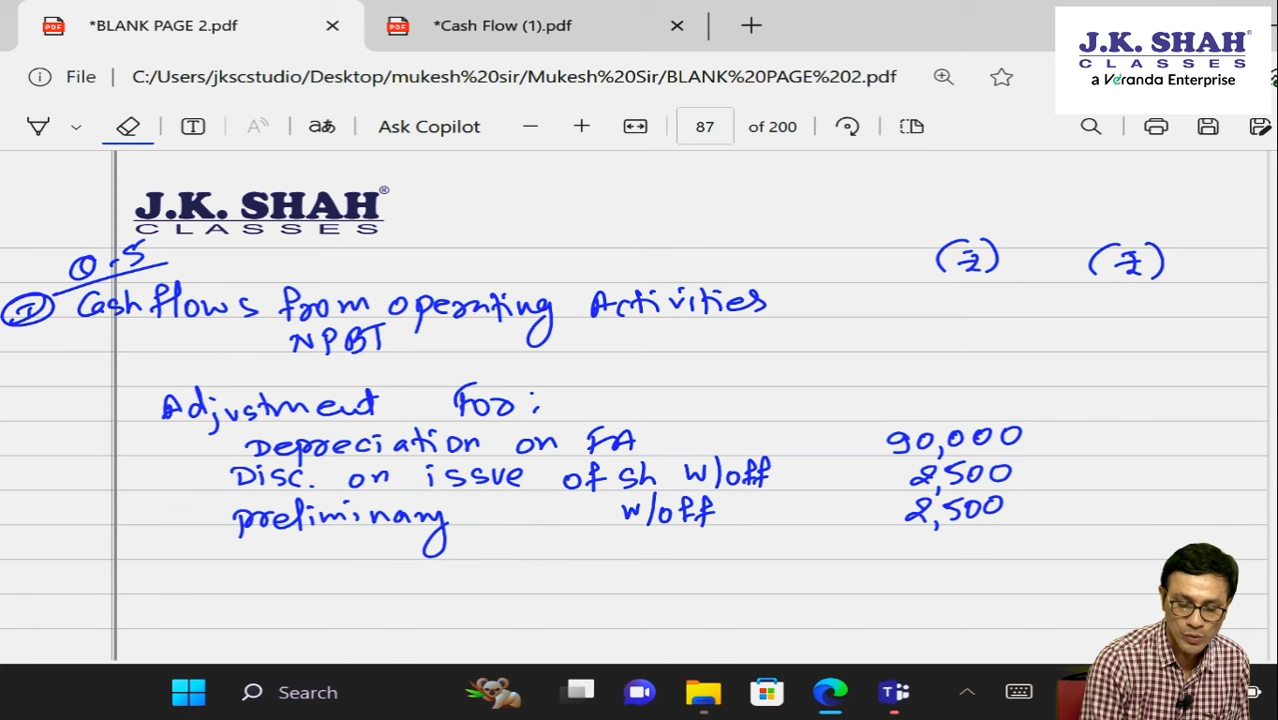 *BLANK PAGE 2.pdf
*Cash Flow (1).pdf
J.K. SHAH®
CLASSES
a Veranda Enterprise
File C:/Users/jkscstudio/Desktop/mukesh%20sir/Mukesh%20Sir/BLANK%20PAGE%202.pdf
Ask Copilot
87 of 200
J.K. SHAH®
CLASSES
Q.5
(₹) (₹)
I Cashflows from operating Activities
NPBT
Adjustment For:
Depreciation on FA 90,000
Disc. on issue of sh w/off 2,500
preliminary w/off 2,500
Search